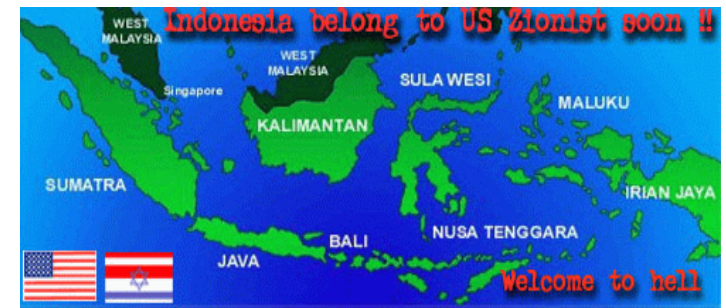 Indonesia belong to US Zionist soon !!
WEST
MALAYSIA
WEST
MALAYSIA
Singapore
SULA WESI
MALUKU
KALIMANTAN
SUMATRA
IRIAN JAYA
NUSA TENGGARA
BALI
JAVA
Welcome to hell